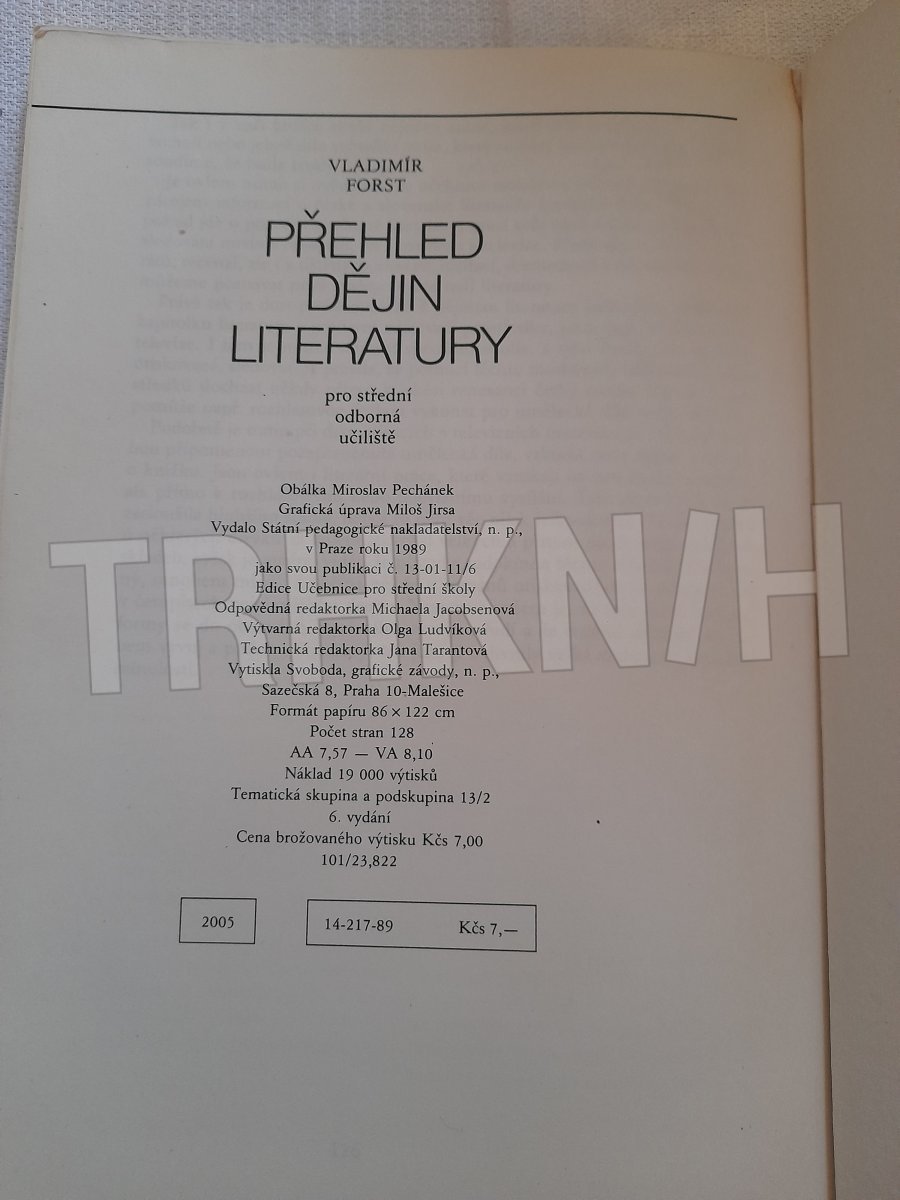 VLADIMÍR
FORST
PŘEHLED
DĚJIN
LITERATURY
pro střední
odborná
učiliště
Obálka Miroslav Pechánek
Grafická úprava Miloš Jirsa
Vydalo Státní pedagogické nakladatelství, n. p.,
v Praze roku 1989
jako svou publikaci č. 13-01-11/6
Edice Učebnice pro střední školy
Odpovědná redaktorka Michaela Jacobsenová
Výtvarná redaktorka Olga Ludvíková
Technická redaktorka Jana Tarantová
Vytiskla Svoboda, grafické závody, n. p.,
Sazečská 8, Praha 10-Malešice
Formát papíru 86 × 122 cm
Počet stran 128
AA 7,57 — VA 8,10
Náklad 19 000 výtisků
Tematická skupina a podskupina 13/2
6. vydání
Cena brožovaného výtisku Kčs 7,00
101/23,822
2005
14-217-89 Kčs 7,—
TRHKN/H